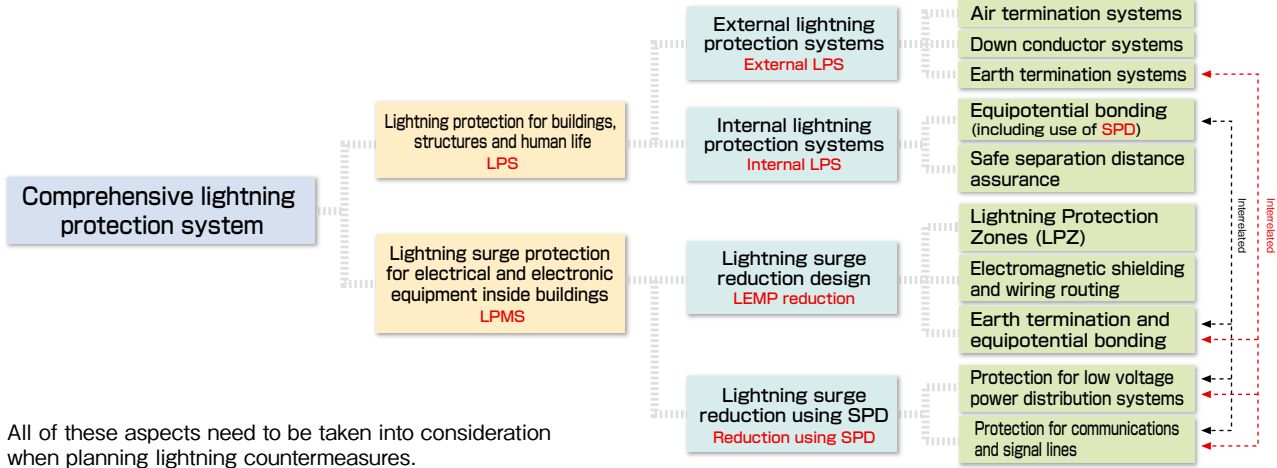 Comprehensive lightning
protection system
Lightning protection for buildings,
structures and human life
LPS
Lightning surge protection
for electrical and electronic
equipment inside buildings
LPMS
External lightning
protection systems
External LPS
Internal lightning
protection systems
Internal LPS
Lightning surge
reduction design
LEMP reduction
Lightning surge
reduction using SPD
Reduction using SPD
Air termination systems
Down conductor systems
Earth termination systems
Equipotential bonding
(including use of SPD)
Safe separation distance
assurance
Lightning Protection
Zones (LPZ)
Electromagnetic shielding
and wiring routing
Earth termination and
equipotential bonding
Protection for low voltage
power distribution systems
Protection for communications
and signal lines
Interrelated
Interrelated
All of these aspects need to be taken into consideration
when planning lightning countermeasures.